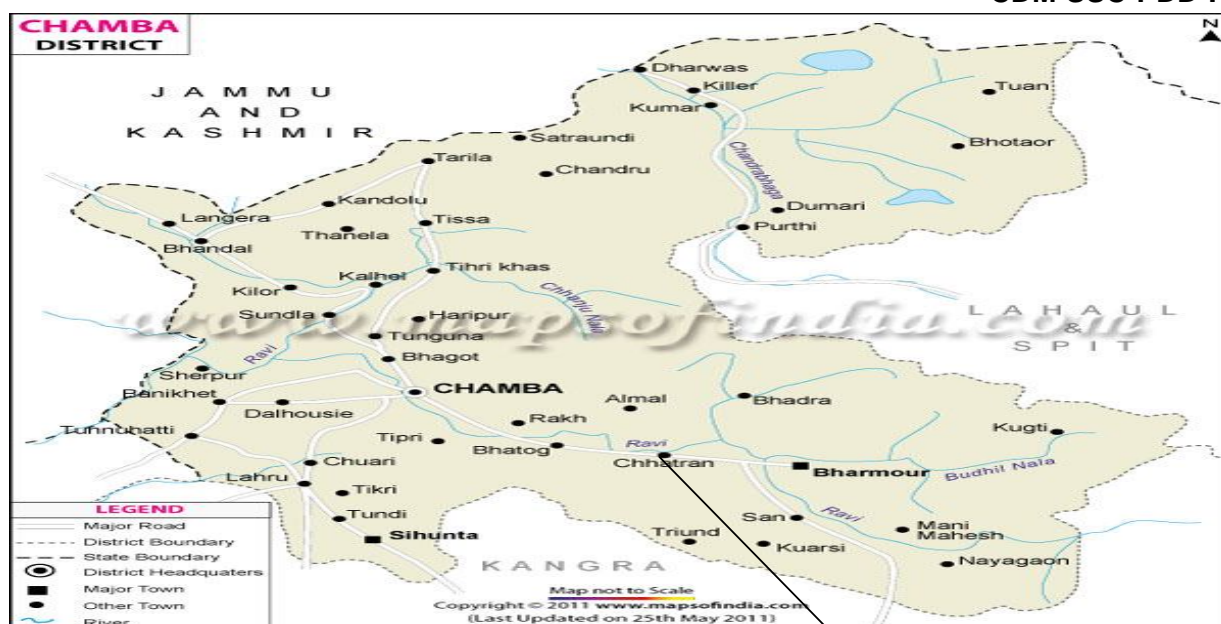 CHAMBA
DISTRICT
N
JAMMU
AND
KASHMIR
Dharwas
Killer
Kumar
Tuan
Satraundi
Bhotaor
Tarila
Chandru
Chandrabhaga
Kandolu
Dumari
Langera
Tissa
Thanela
Purthi
Bhandal
Tihri khas
Kalhel
Kilor
Chhanju Nala
Sundla
Haripur
www.mapsofindia.com
LAHAUL
&
SPIT
Tunguna
Ravi
Bhagot
Sherpur
CHAMBA
Banikhet
Dalhousie
Almal
Bhadra
Rakh
Kugti
Tuhnuhatti
Tipri
Bhatog
Ravi
Chhatran
Bharmour
Budhil Nala
Chuari
Lahru
Tikri
Tundi
San
Ravi
Mani
Mahesh
Sihunta
Triund
Kuarsi
Nayagaon
KANGRA
LEGEND
Major Road
District Boundary
State Boundary
District Headquaters
Major Town
Other Town
River
Map not to Scale
Copyright © 2011 www.mapsofindia.com
(Last Updated on 25th May 2011)